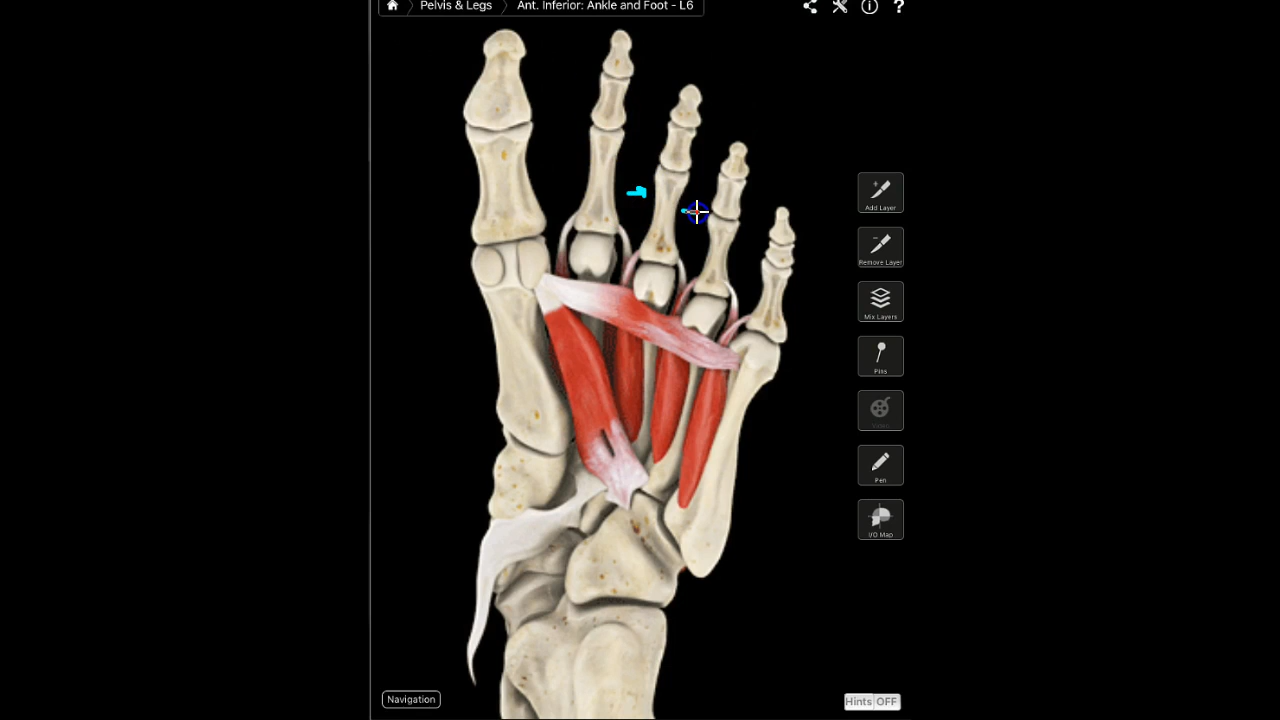 Pelvis & Legs Ant. Inferior: Ankle and Foot - L6
?
Add Layer
Remove Layer
Mix Layers
Pins
Video
Pen
I/O Map
Navigation
Hints OFF